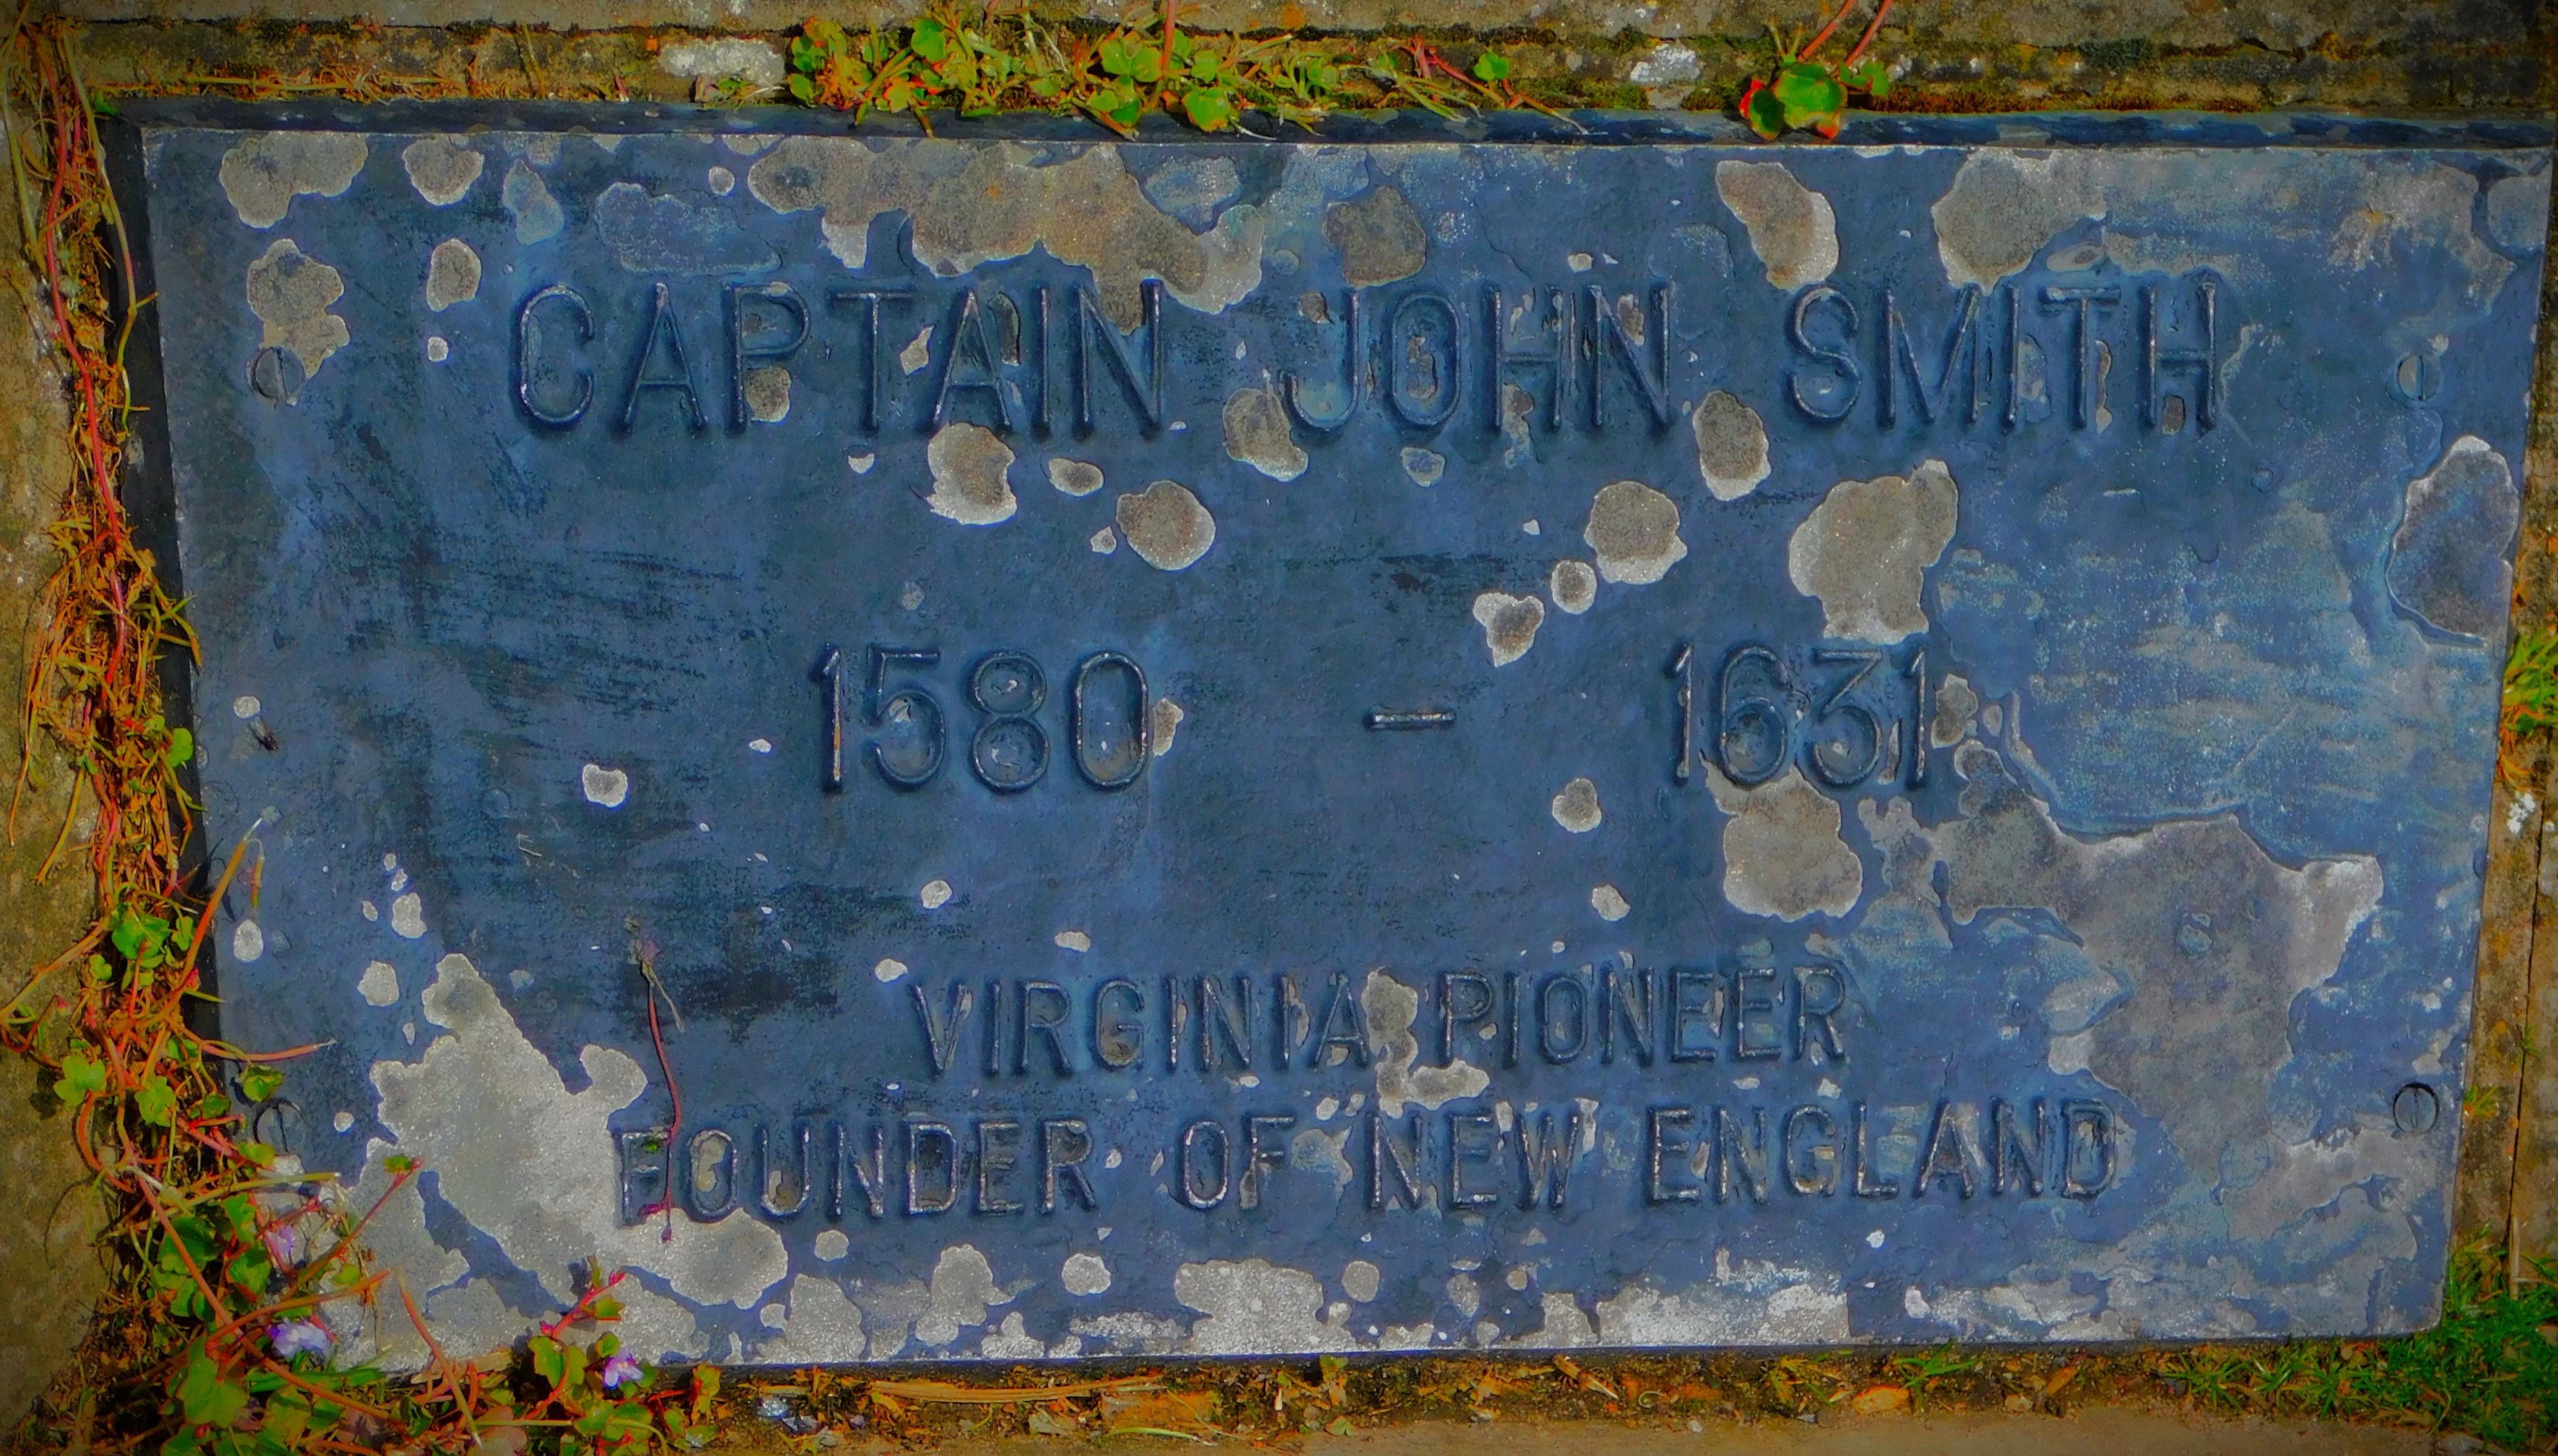 CAPTAIN JOHN SMITH
1580 - 1631
VIRGINIA PIONEER
FOUNDER OF NEW ENGLAND